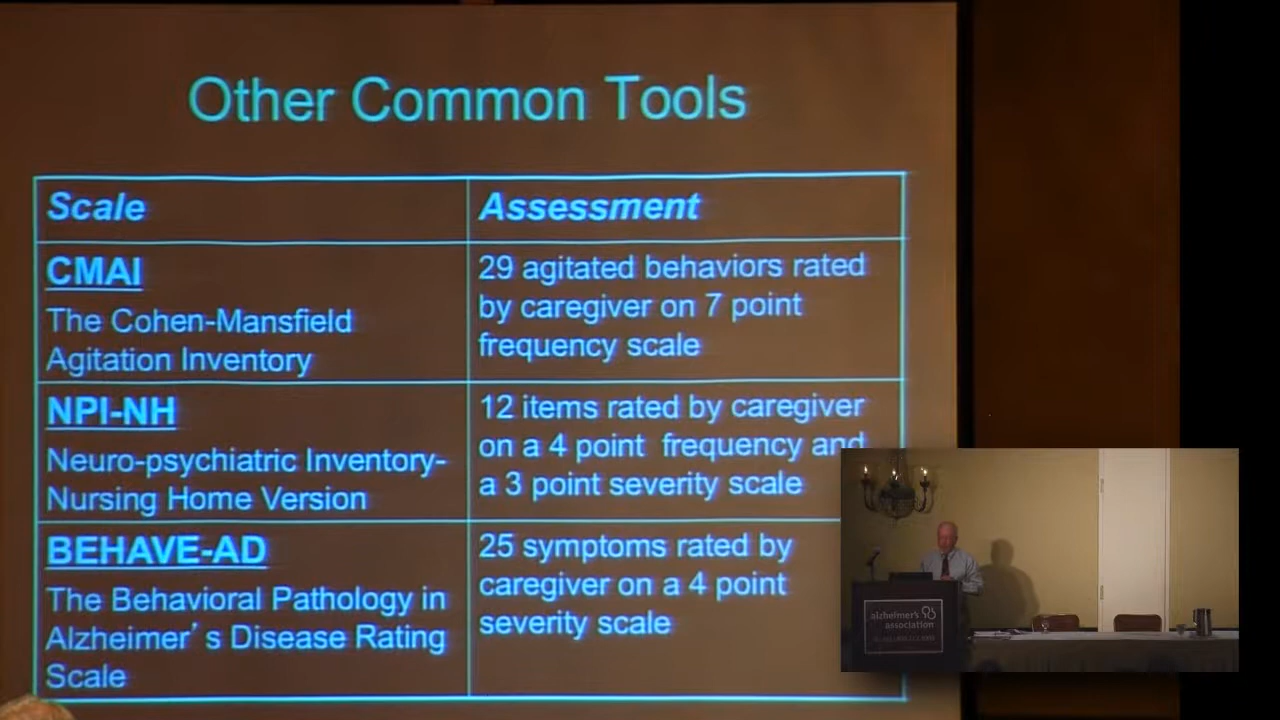 Other Common Tools
Scale
Assessment
CMAI
The Cohen-Mansfield
Agitation Inventory
29 agitated behaviors rated
by caregiver on 7 point
frequency scale
NPI-NH
Neuro-psychiatric Inventory-
Nursing Home Version
12 items rated by caregiver
on a 4 point frequency and
a 3 point severity scale
BEHAVE-AD
The Behavioral Pathology in
Alzheimer's Disease Rating
Scale
25 symptoms rated by
caregiver on a 4 point
severity scale
alzheimer's
association